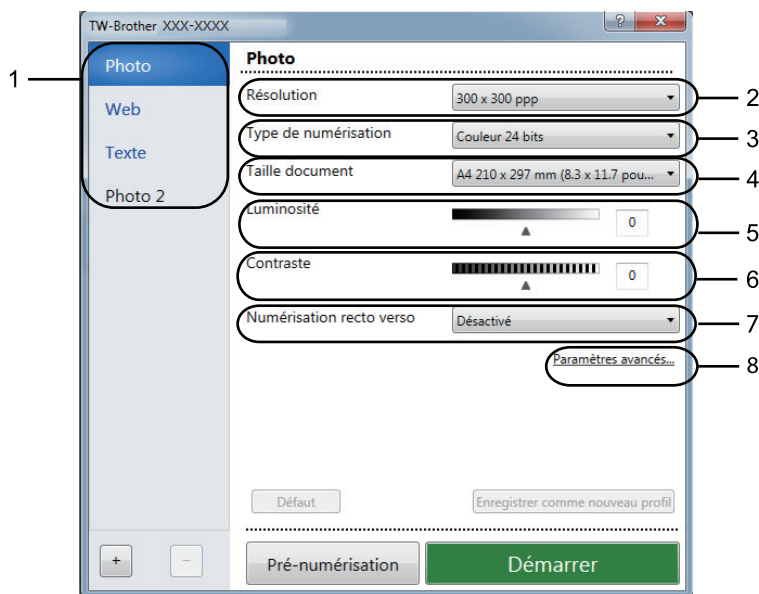 TW-Brother XXX-XXXX
?
X
1
Photo
Web
Texte
Photo 2
Photo
Résolution
300 x 300 ppp
2
Type de numérisation
Couleur 24 bits
3
Taille document
A4 210 x 297 mm (8.3 x 11.7 pou...
4
Luminosité
0
5
Contraste
0
6
Numérisation recto verso
Désactivé
7
Paramètres avancés...
8
Défaut
Enregistrer comme nouveau profil
+
-
Pré-numérisation
Démarrer